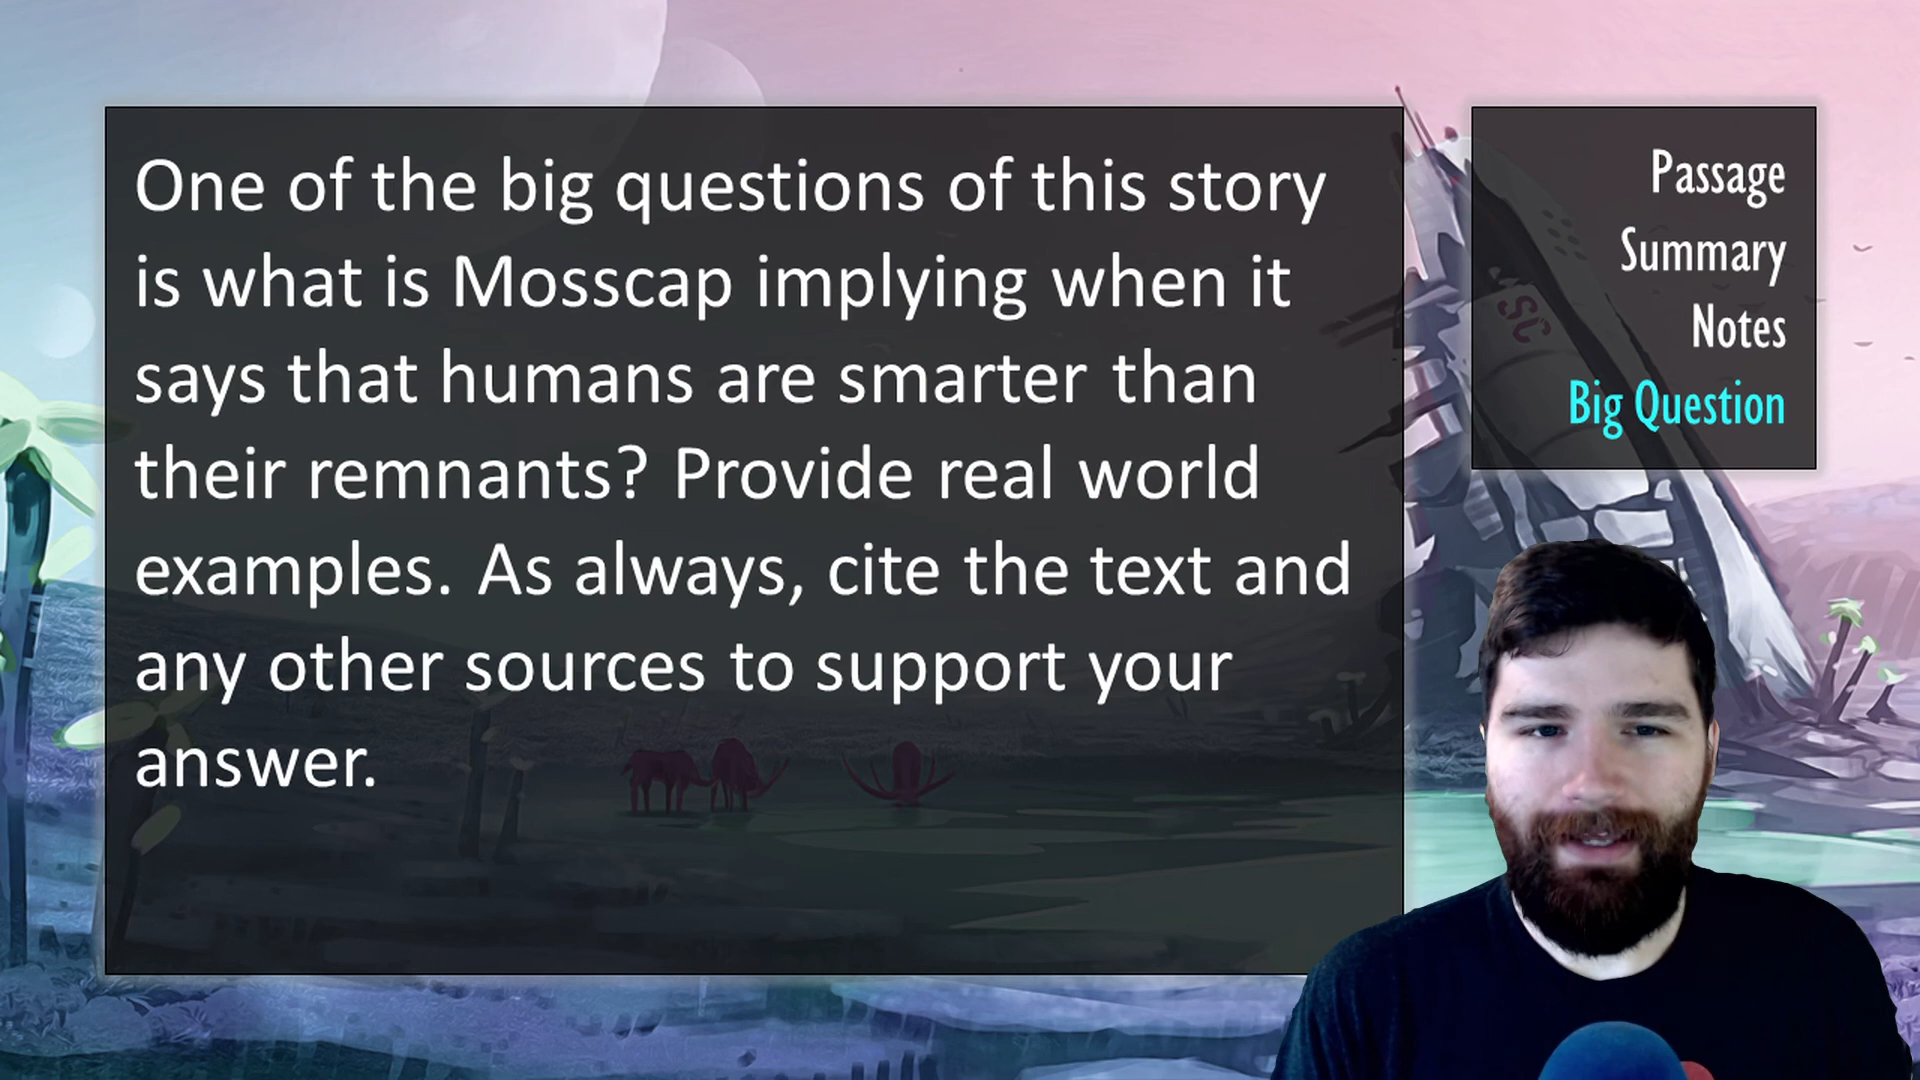 One of the big questions of this story
is what is Mosscap implying when it
says that humans are smarter than
their remnants? Provide real world
examples. As always, cite the text and
any other sources to support your
answer.
Passage
Summary
Notes
Big Question
SC